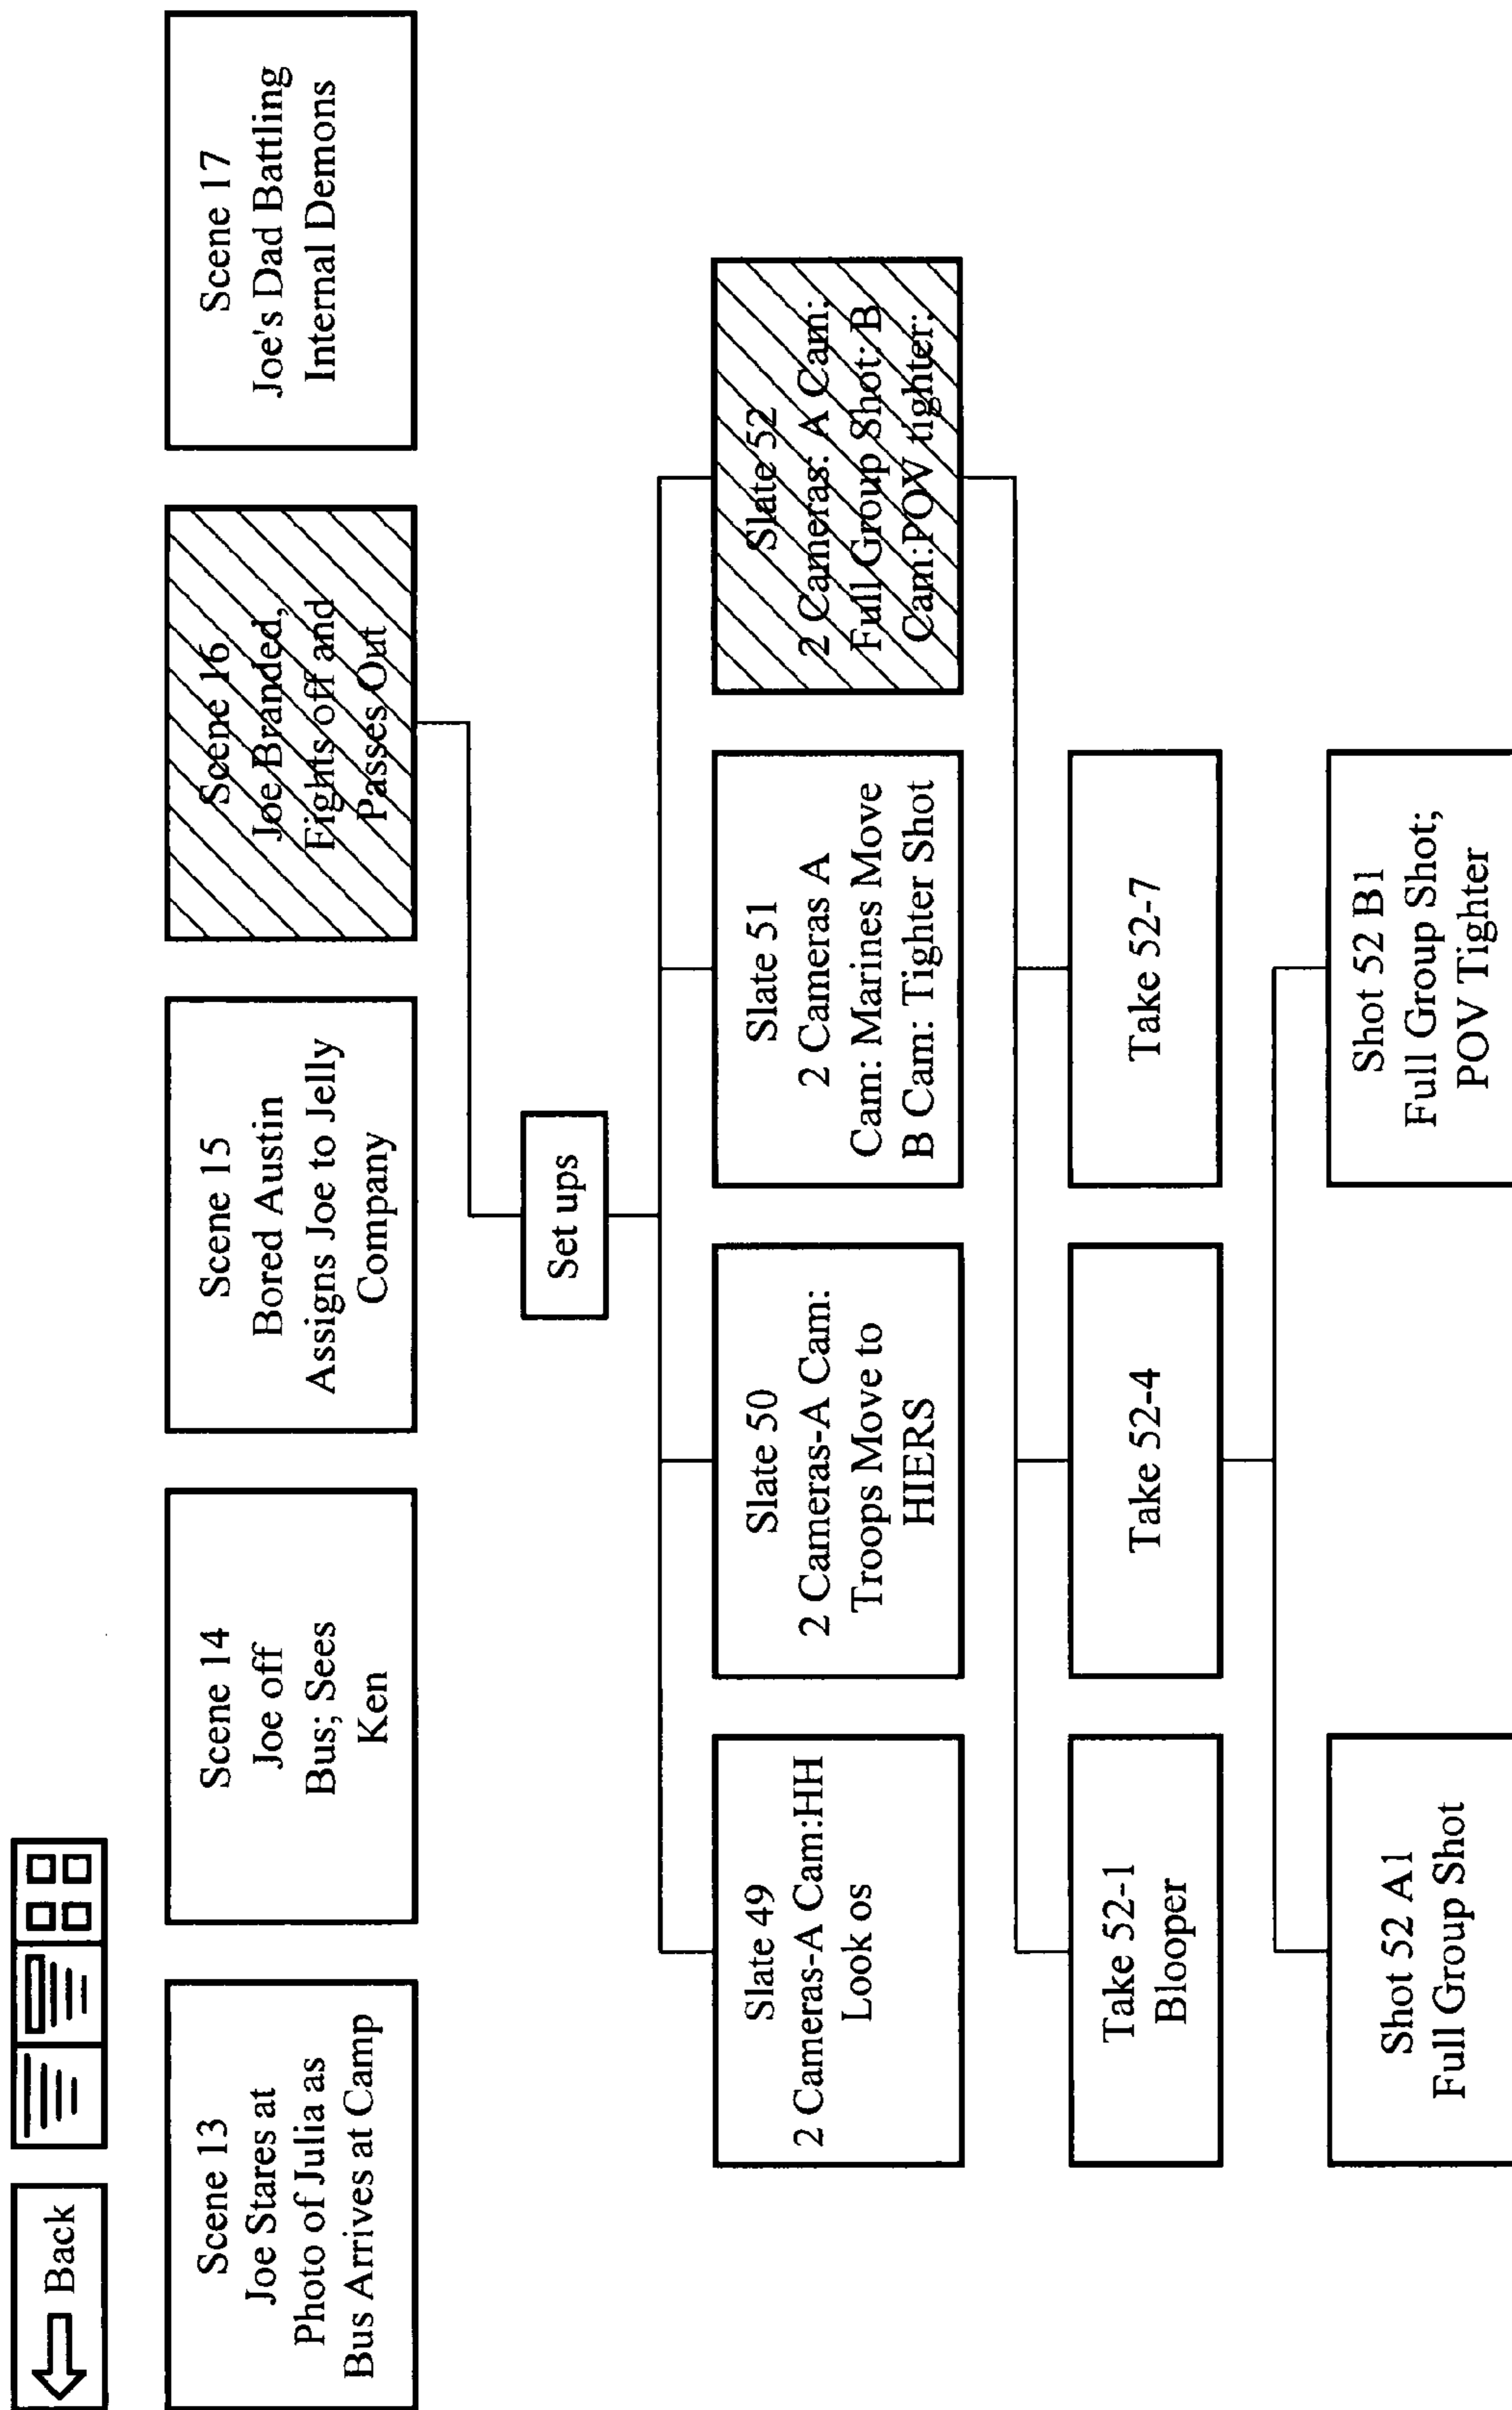 Back
Scene 13
Joe Stares at
Photo of Julia as
Bus Arrives at Camp
Scene 14
Joe off
Bus; Sees
Ken
Scene 15
Bored Austin
Assigns Joe to Jelly
Company
Scene 16
Joe Branded,
Fights off and
Passes Out
Scene 17
Joe's Dad Battling
Internal Demons
Set ups
Slate 49
2 Cameras-A Cam:HH
Look os
Slate 50
2 Cameras-A Cam:
Troops Move to
HIERS
Slate 51
2 Cameras A
Cam: Marines Move
B Cam: Tighter Shot
Slate 52
2 Cameras: A Cam:
Full Group Shot: B
Cam:POV tighter:
Take 52-1
Blooper
Take 52-4
Take 52-7
Shot 52 A1
Full Group Shot
Shot 52 B1
Full Group Shot;
POV Tighter